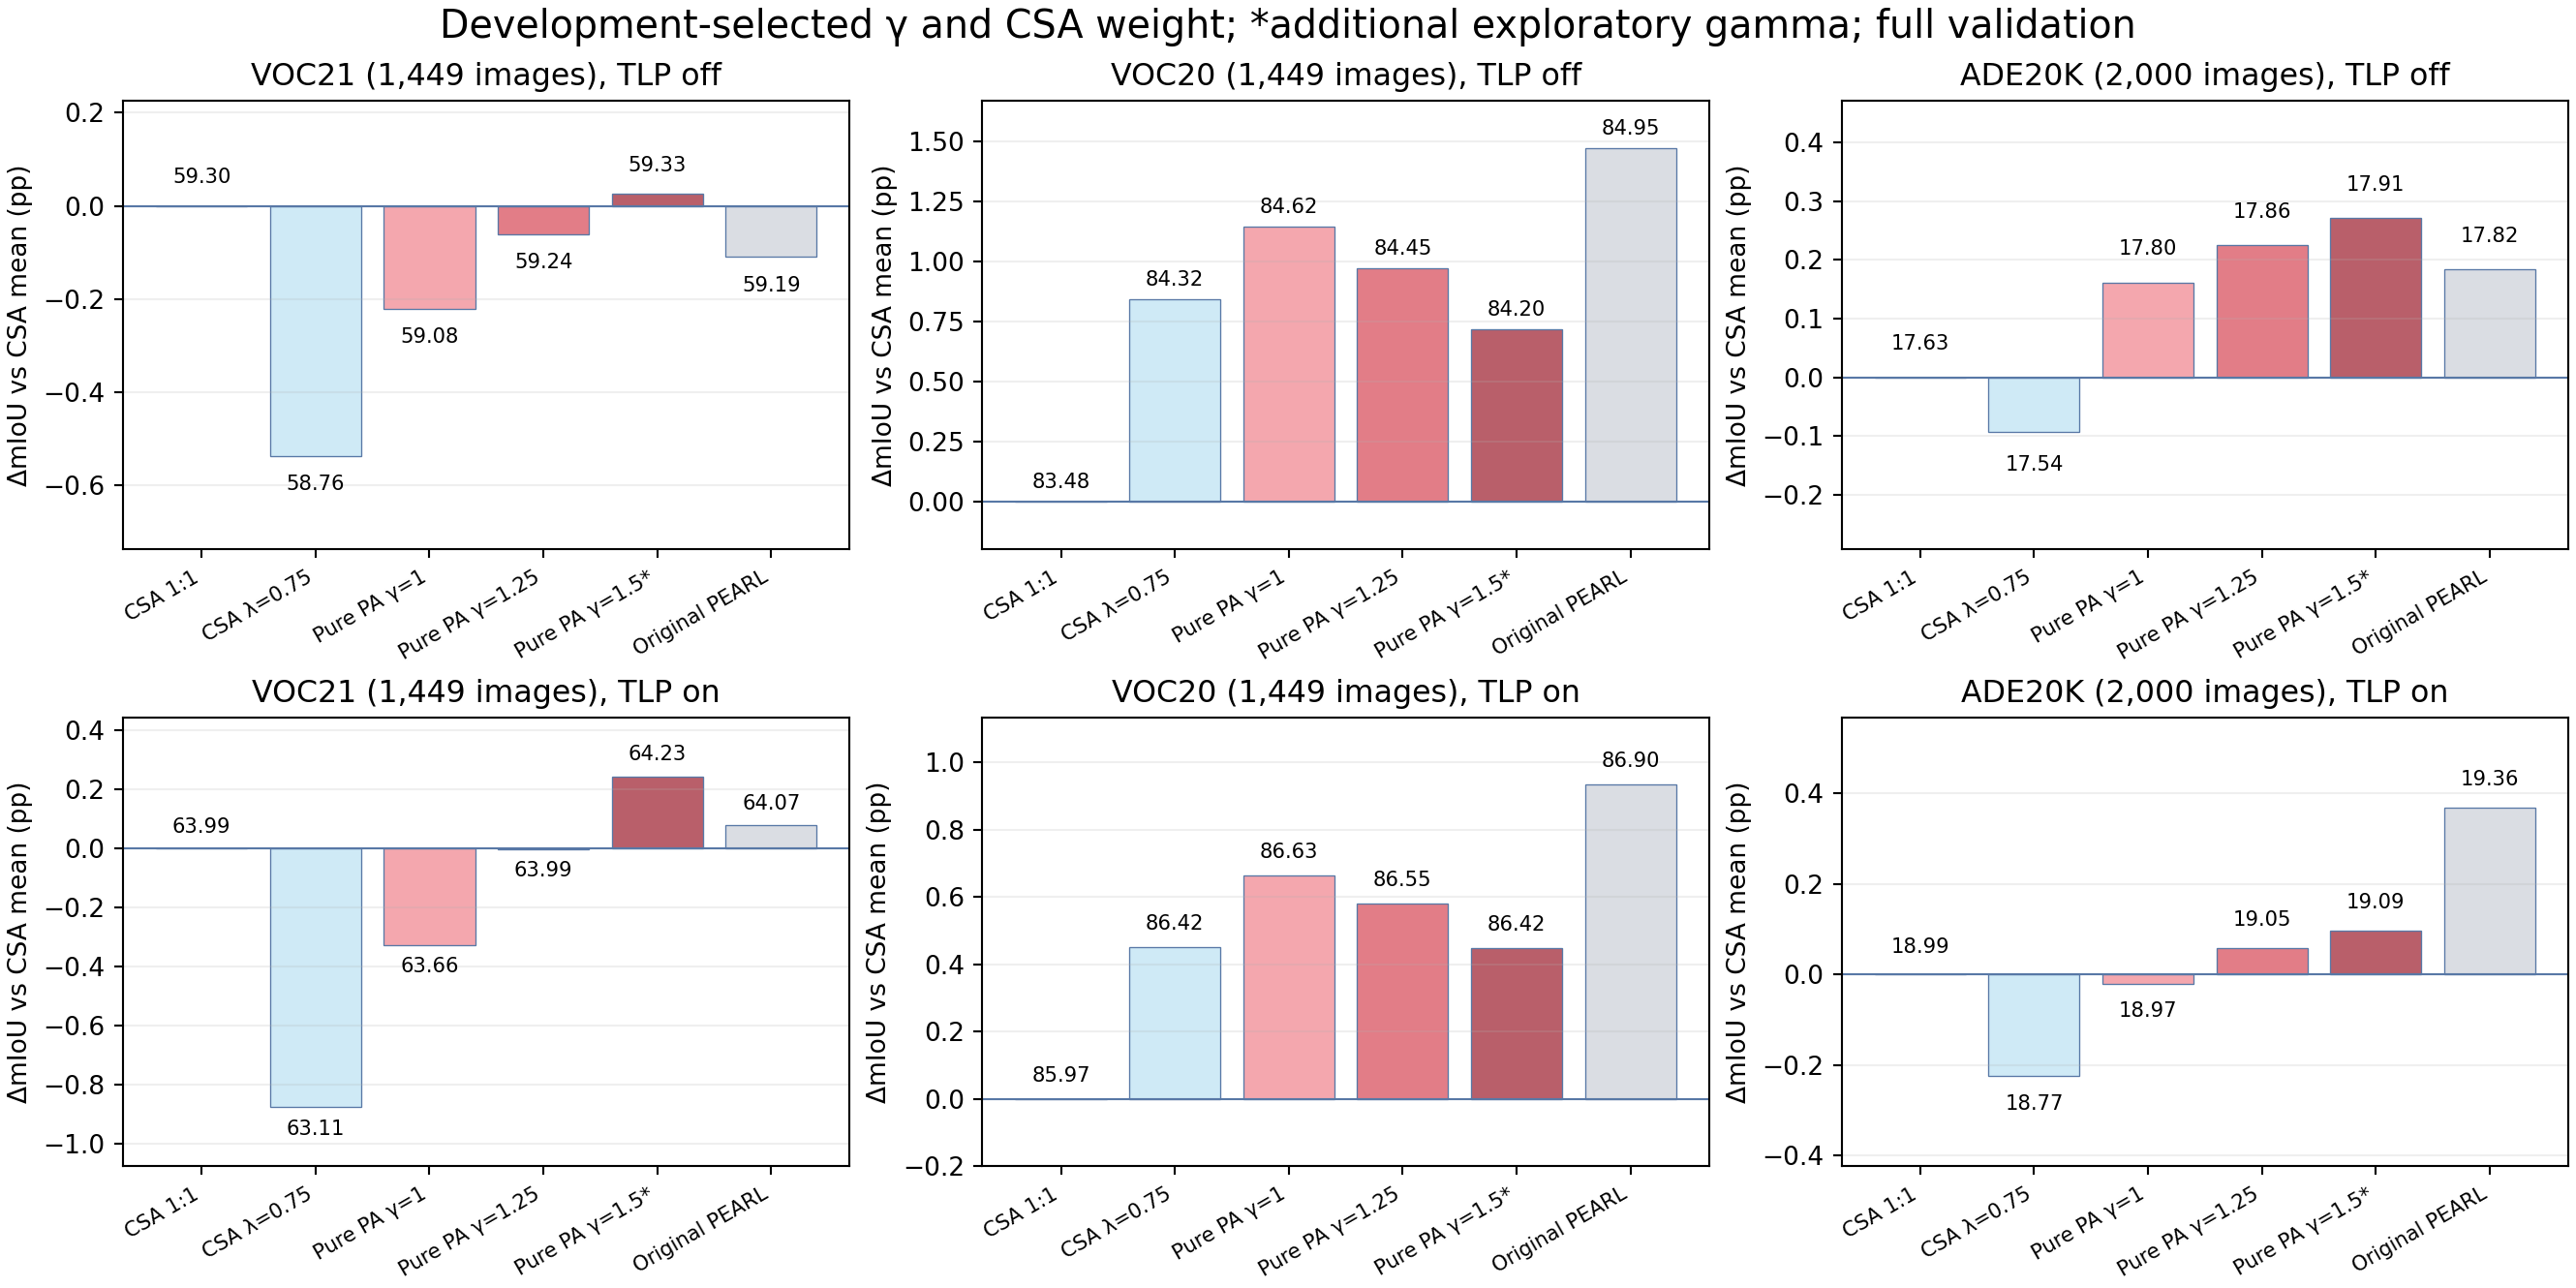 Development-selected γ and CSA weight; *additional exploratory gamma; full validation
VOC21 (1,449 images), TLP off
ΔmIoU vs CSA mean (pp)
0.2
0.0
−0.2
−0.4
−0.6
59.30
58.76
59.08
59.24
59.33
59.19
CSA 1:1
CSA λ=0.75
Pure PA γ=1
Pure PA γ=1.25
Pure PA γ=1.5*
Original PEARL
VOC20 (1,449 images), TLP off
ΔmIoU vs CSA mean (pp)
1.50
1.25
1.00
0.75
0.50
0.25
0.00
83.48
84.32
84.62
84.45
84.20
84.95
CSA 1:1
CSA λ=0.75
Pure PA γ=1
Pure PA γ=1.25
Pure PA γ=1.5*
Original PEARL
ADE20K (2,000 images), TLP off
ΔmIoU vs CSA mean (pp)
0.4
0.3
0.2
0.1
0.0
−0.1
−0.2
17.63
17.54
17.80
17.86
17.91
17.82
CSA 1:1
CSA λ=0.75
Pure PA γ=1
Pure PA γ=1.25
Pure PA γ=1.5*
Original PEARL
VOC21 (1,449 images), TLP on
ΔmIoU vs CSA mean (pp)
0.4
0.2
0.0
−0.2
−0.4
−0.6
−0.8
−1.0
63.99
63.11
63.66
63.99
64.23
64.07
CSA 1:1
CSA λ=0.75
Pure PA γ=1
Pure PA γ=1.25
Pure PA γ=1.5*
Original PEARL
VOC20 (1,449 images), TLP on
ΔmIoU vs CSA mean (pp)
1.0
0.8
0.6
0.4
0.2
0.0
−0.2
85.97
86.42
86.63
86.55
86.42
86.90
CSA 1:1
CSA λ=0.75
Pure PA γ=1
Pure PA γ=1.25
Pure PA γ=1.5*
Original PEARL
ADE20K (2,000 images), TLP on
ΔmIoU vs CSA mean (pp)
0.4
0.2
0.0
−0.2
−0.4
18.99
18.77
18.97
19.05
19.09
19.36
CSA 1:1
CSA λ=0.75
Pure PA γ=1
Pure PA γ=1.25
Pure PA γ=1.5*
Original PEARL